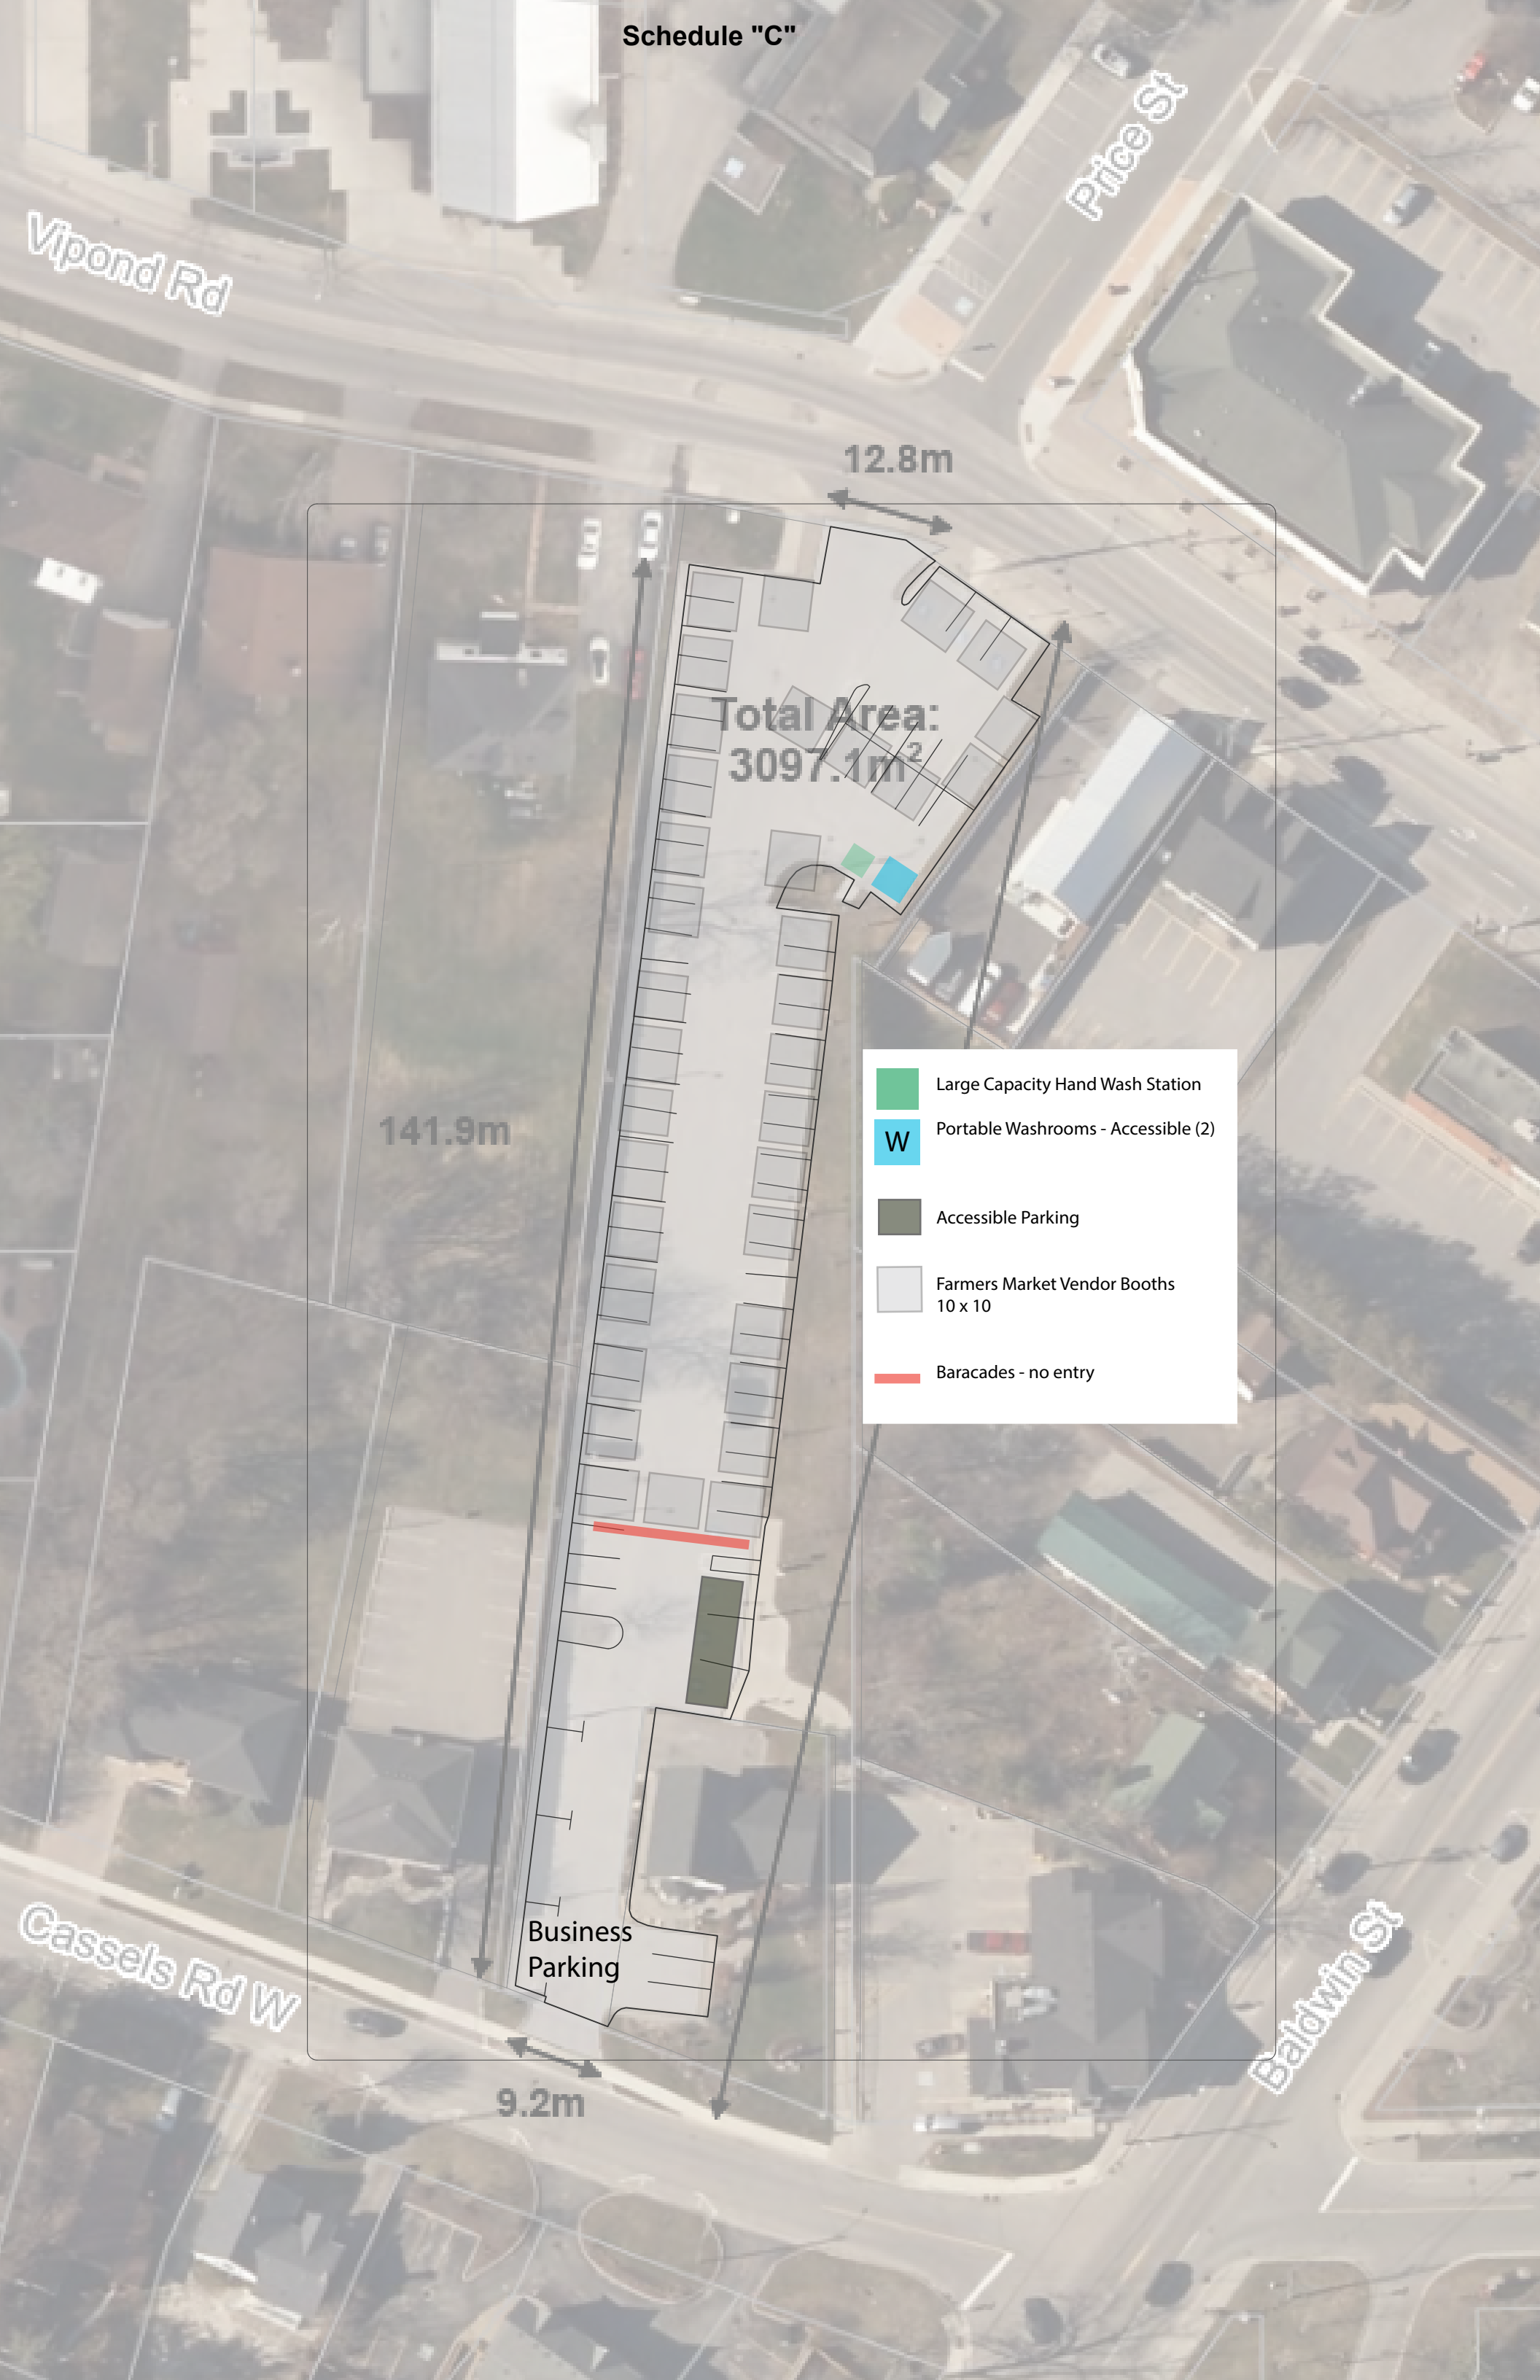 Schedule "C"
Price St
Vipond Rd
12.8m
Total Area:
3097.1m²
141.9m
Large Capacity Hand Wash Station
W
Portable Washrooms - Accessible (2)
Accessible Parking
Farmers Market Vendor Booths
10 x 10
Baracades - no entry
Business
Parking
Cassels Rd W
Baldwin St
9.2m